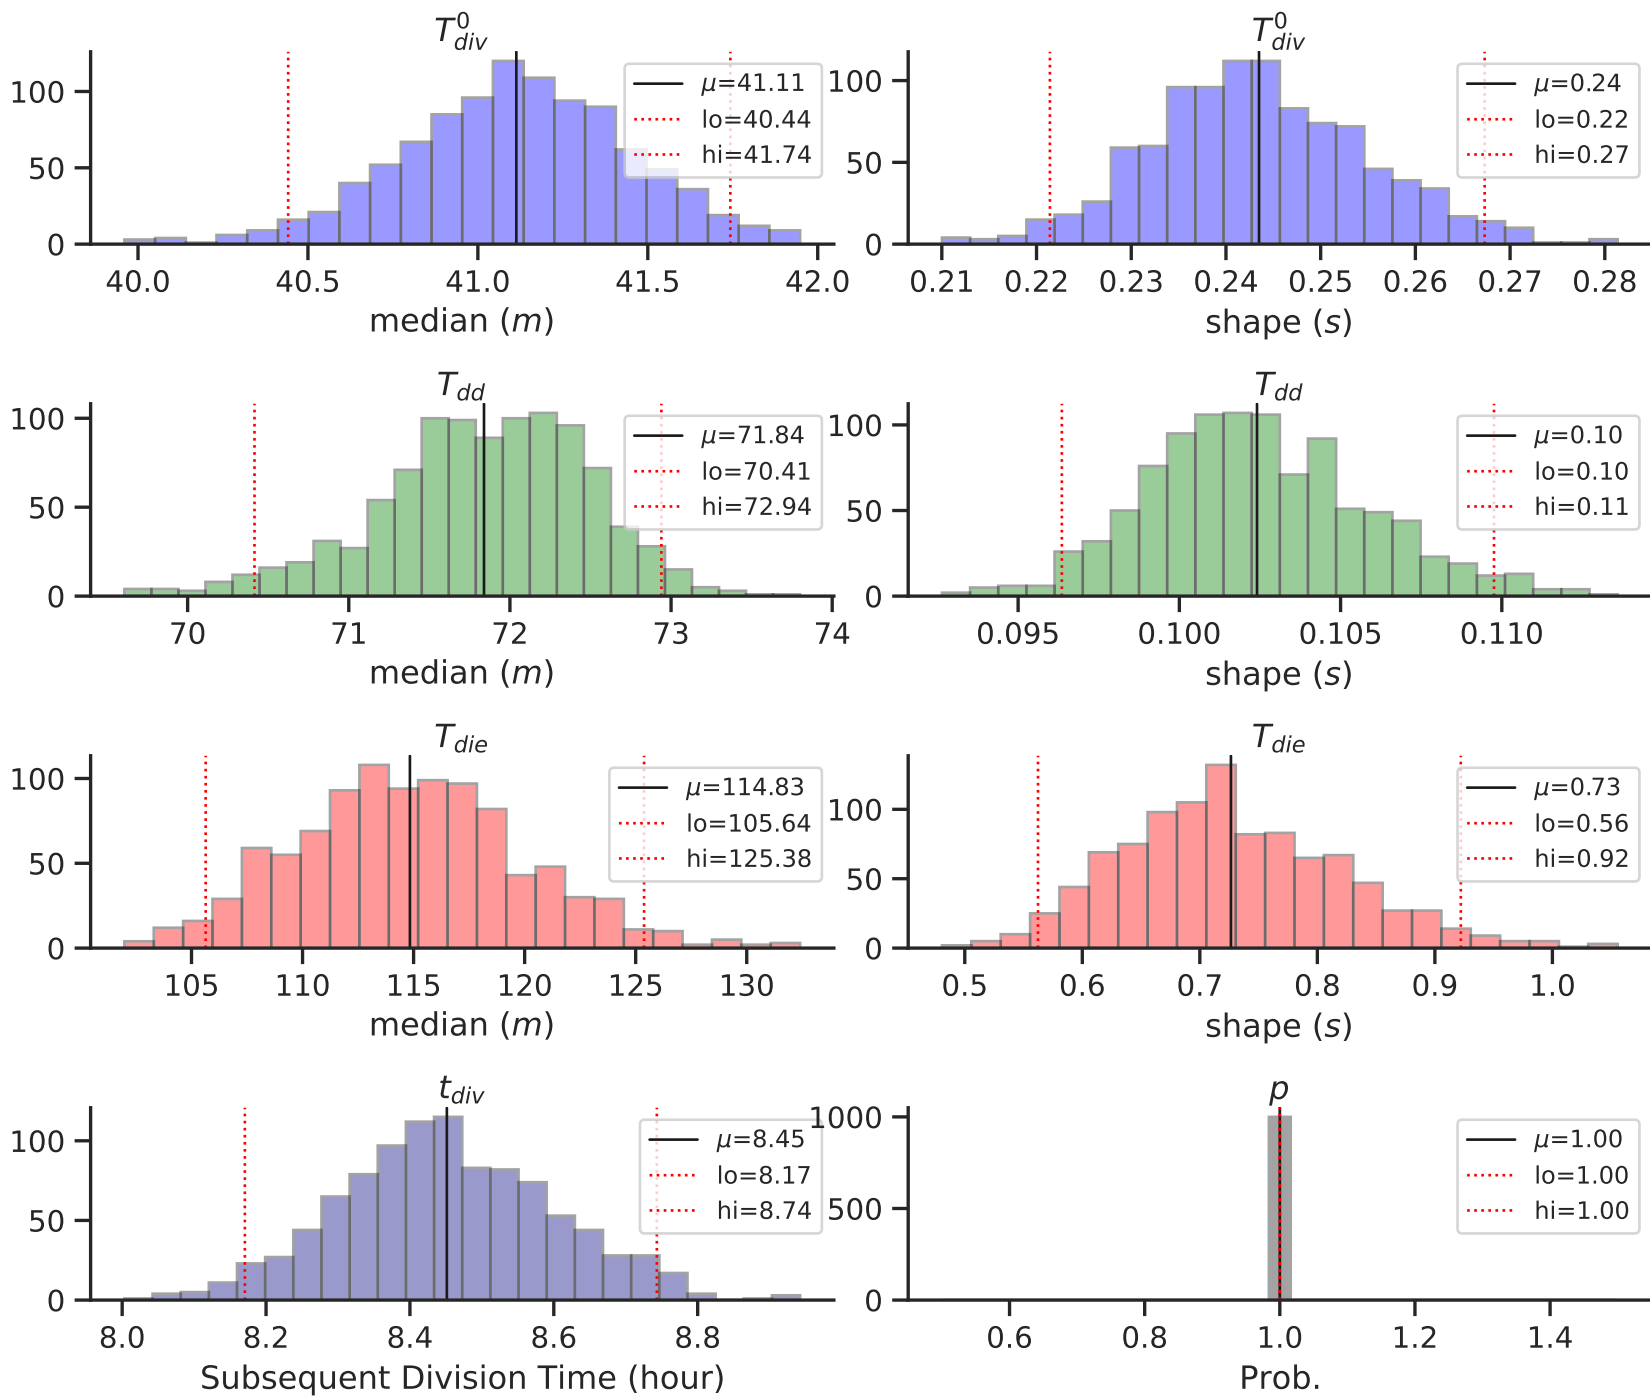 T⁰div
100
50
0
μ=41.11
lo=40.44
hi=41.74
40.0 40.5 41.0 41.5 42.0
median (m)
T⁰div
100
50
0
μ=0.24
lo=0.22
hi=0.27
0.21 0.22 0.23 0.24 0.25 0.26 0.27 0.28
shape (s)
Tdd
100
50
0
μ=71.84
lo=70.41
hi=72.94
70 71 72 73 74
median (m)
Tdd
100
50
0
μ=0.10
lo=0.10
hi=0.11
0.095 0.100 0.105 0.110
shape (s)
Tdie
100
50
0
μ=114.83
lo=105.64
hi=125.38
105 110 115 120 125 130
median (m)
Tdie
100
50
0
μ=0.73
lo=0.56
hi=0.92
0.5 0.6 0.7 0.8 0.9 1.0
shape (s)
tdiv
100
50
0
μ=8.45
lo=8.17
hi=8.74
8.0 8.2 8.4 8.6 8.8
Subsequent Division Time (hour)
p
1000
500
0
μ=1.00
lo=1.00
hi=1.00
0.6 0.8 1.0 1.2 1.4
Prob.